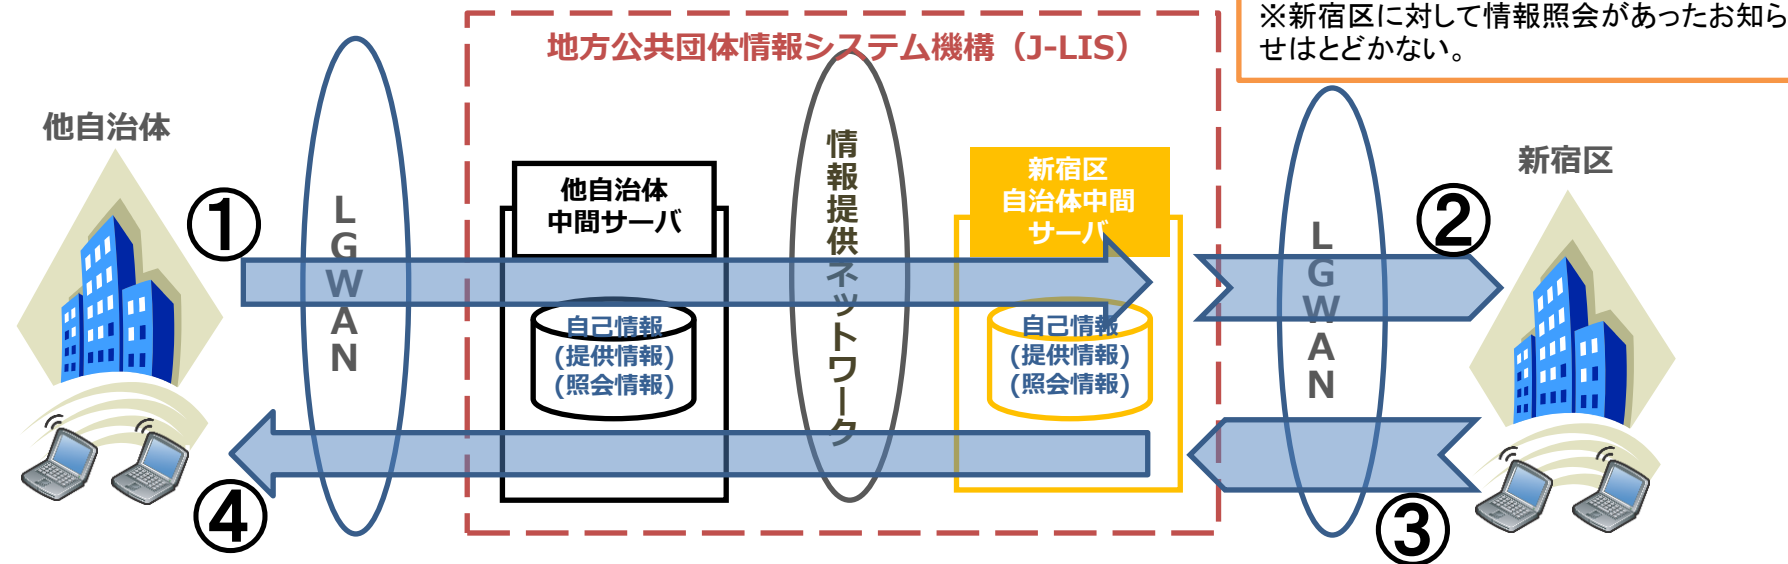 ※新宿区に対して情報照会があったお知ら
せはとどかない。
地方公共団体情報システム機構（J-LIS）
他自治体
新宿区
①
LGWAN
他自治体
中間サーバ
自己情報
(提供情報)
(照会情報)
情報提供ネットワーク
新宿区
自治体中間
サーバ
自己情報
(提供情報)
(照会情報)
LGWAN
②
④
③